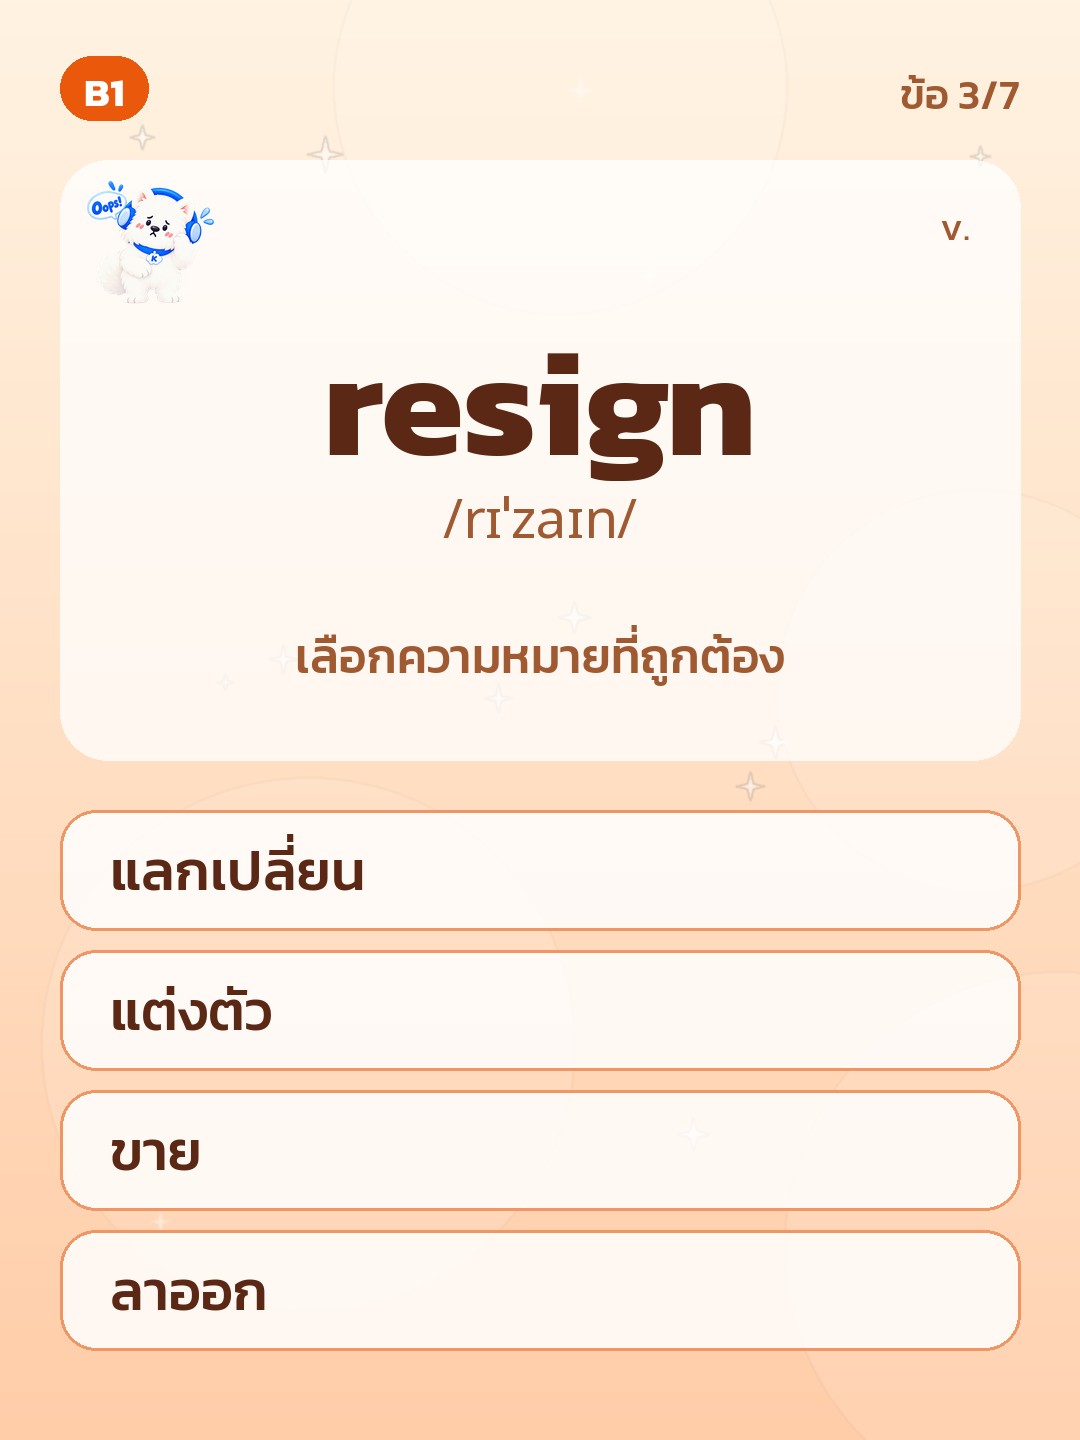 B1
ข้อ 3/7
Oops!
v.
K
resign
/rɪˈzaɪn/
เลือกความหมายที่ถูกต้อง
แลกเปลี่ยน
แต่งตัว
ขาย
ลาออก